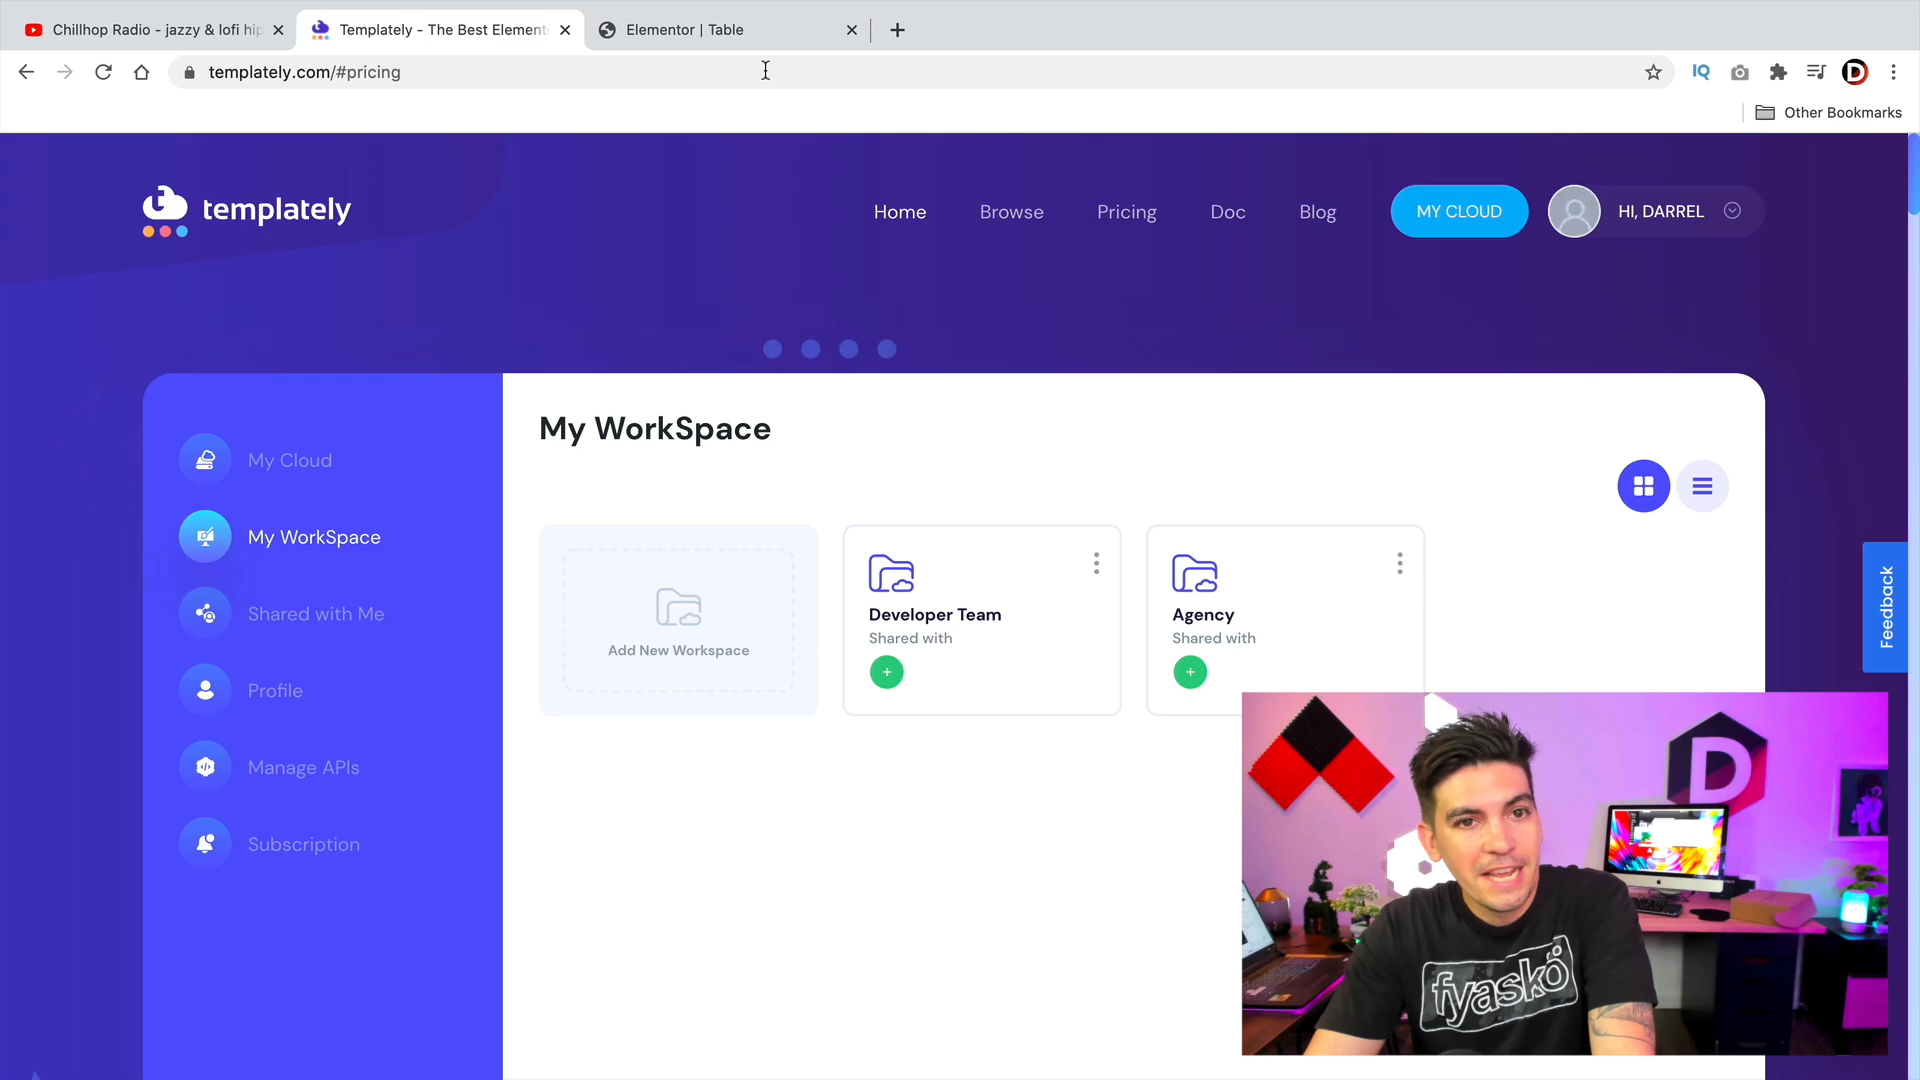 Chillhop Radio - jazzy & lofi hip
Templately - The Best Element
Elementor | Table
templately.com/#pricing
IQ
D
Other Bookmarks
templately
Home
Browse
Pricing
Doc
Blog
MY CLOUD
HI, DARREL
My WorkSpace
My Cloud
My WorkSpace
Shared with Me
Profile
Manage APIs
Subscription
Add New Workspace
Developer Team
Shared with
Agency
Shared with
Feedback
D
fyaskö